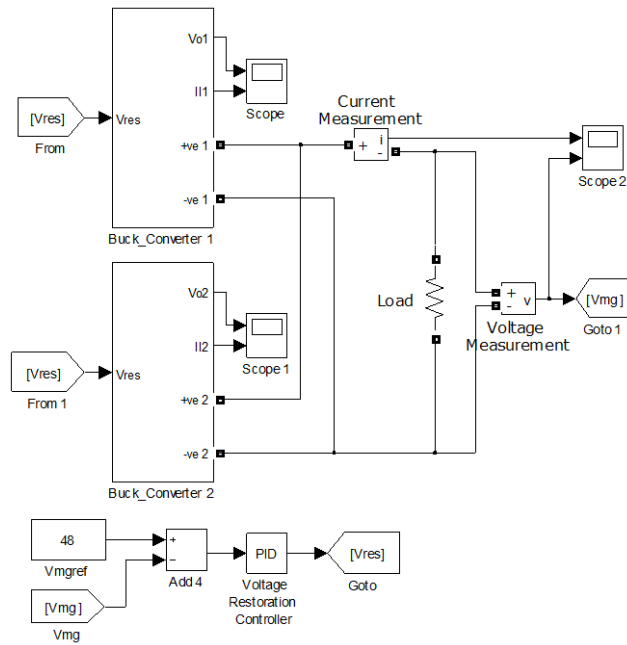 Vo1
Il1
Scope
[Vres]
Vres
From
+ve 1
-ve 1
Buck_Converter 1
Current
Measurement
+
i
-
Scope 2
Load
+
-
v
[Vmg]
Voltage
Measurement
Goto 1
Vo2
Il2
Scope 1
[Vres]
Vres
From 1
+ve 2
-ve 2
Buck_Converter 2
48
Vmgref
+
−
Add 4
PID
Voltage
Restoration
Controller
[Vres]
Goto
[Vmg]
Vmg